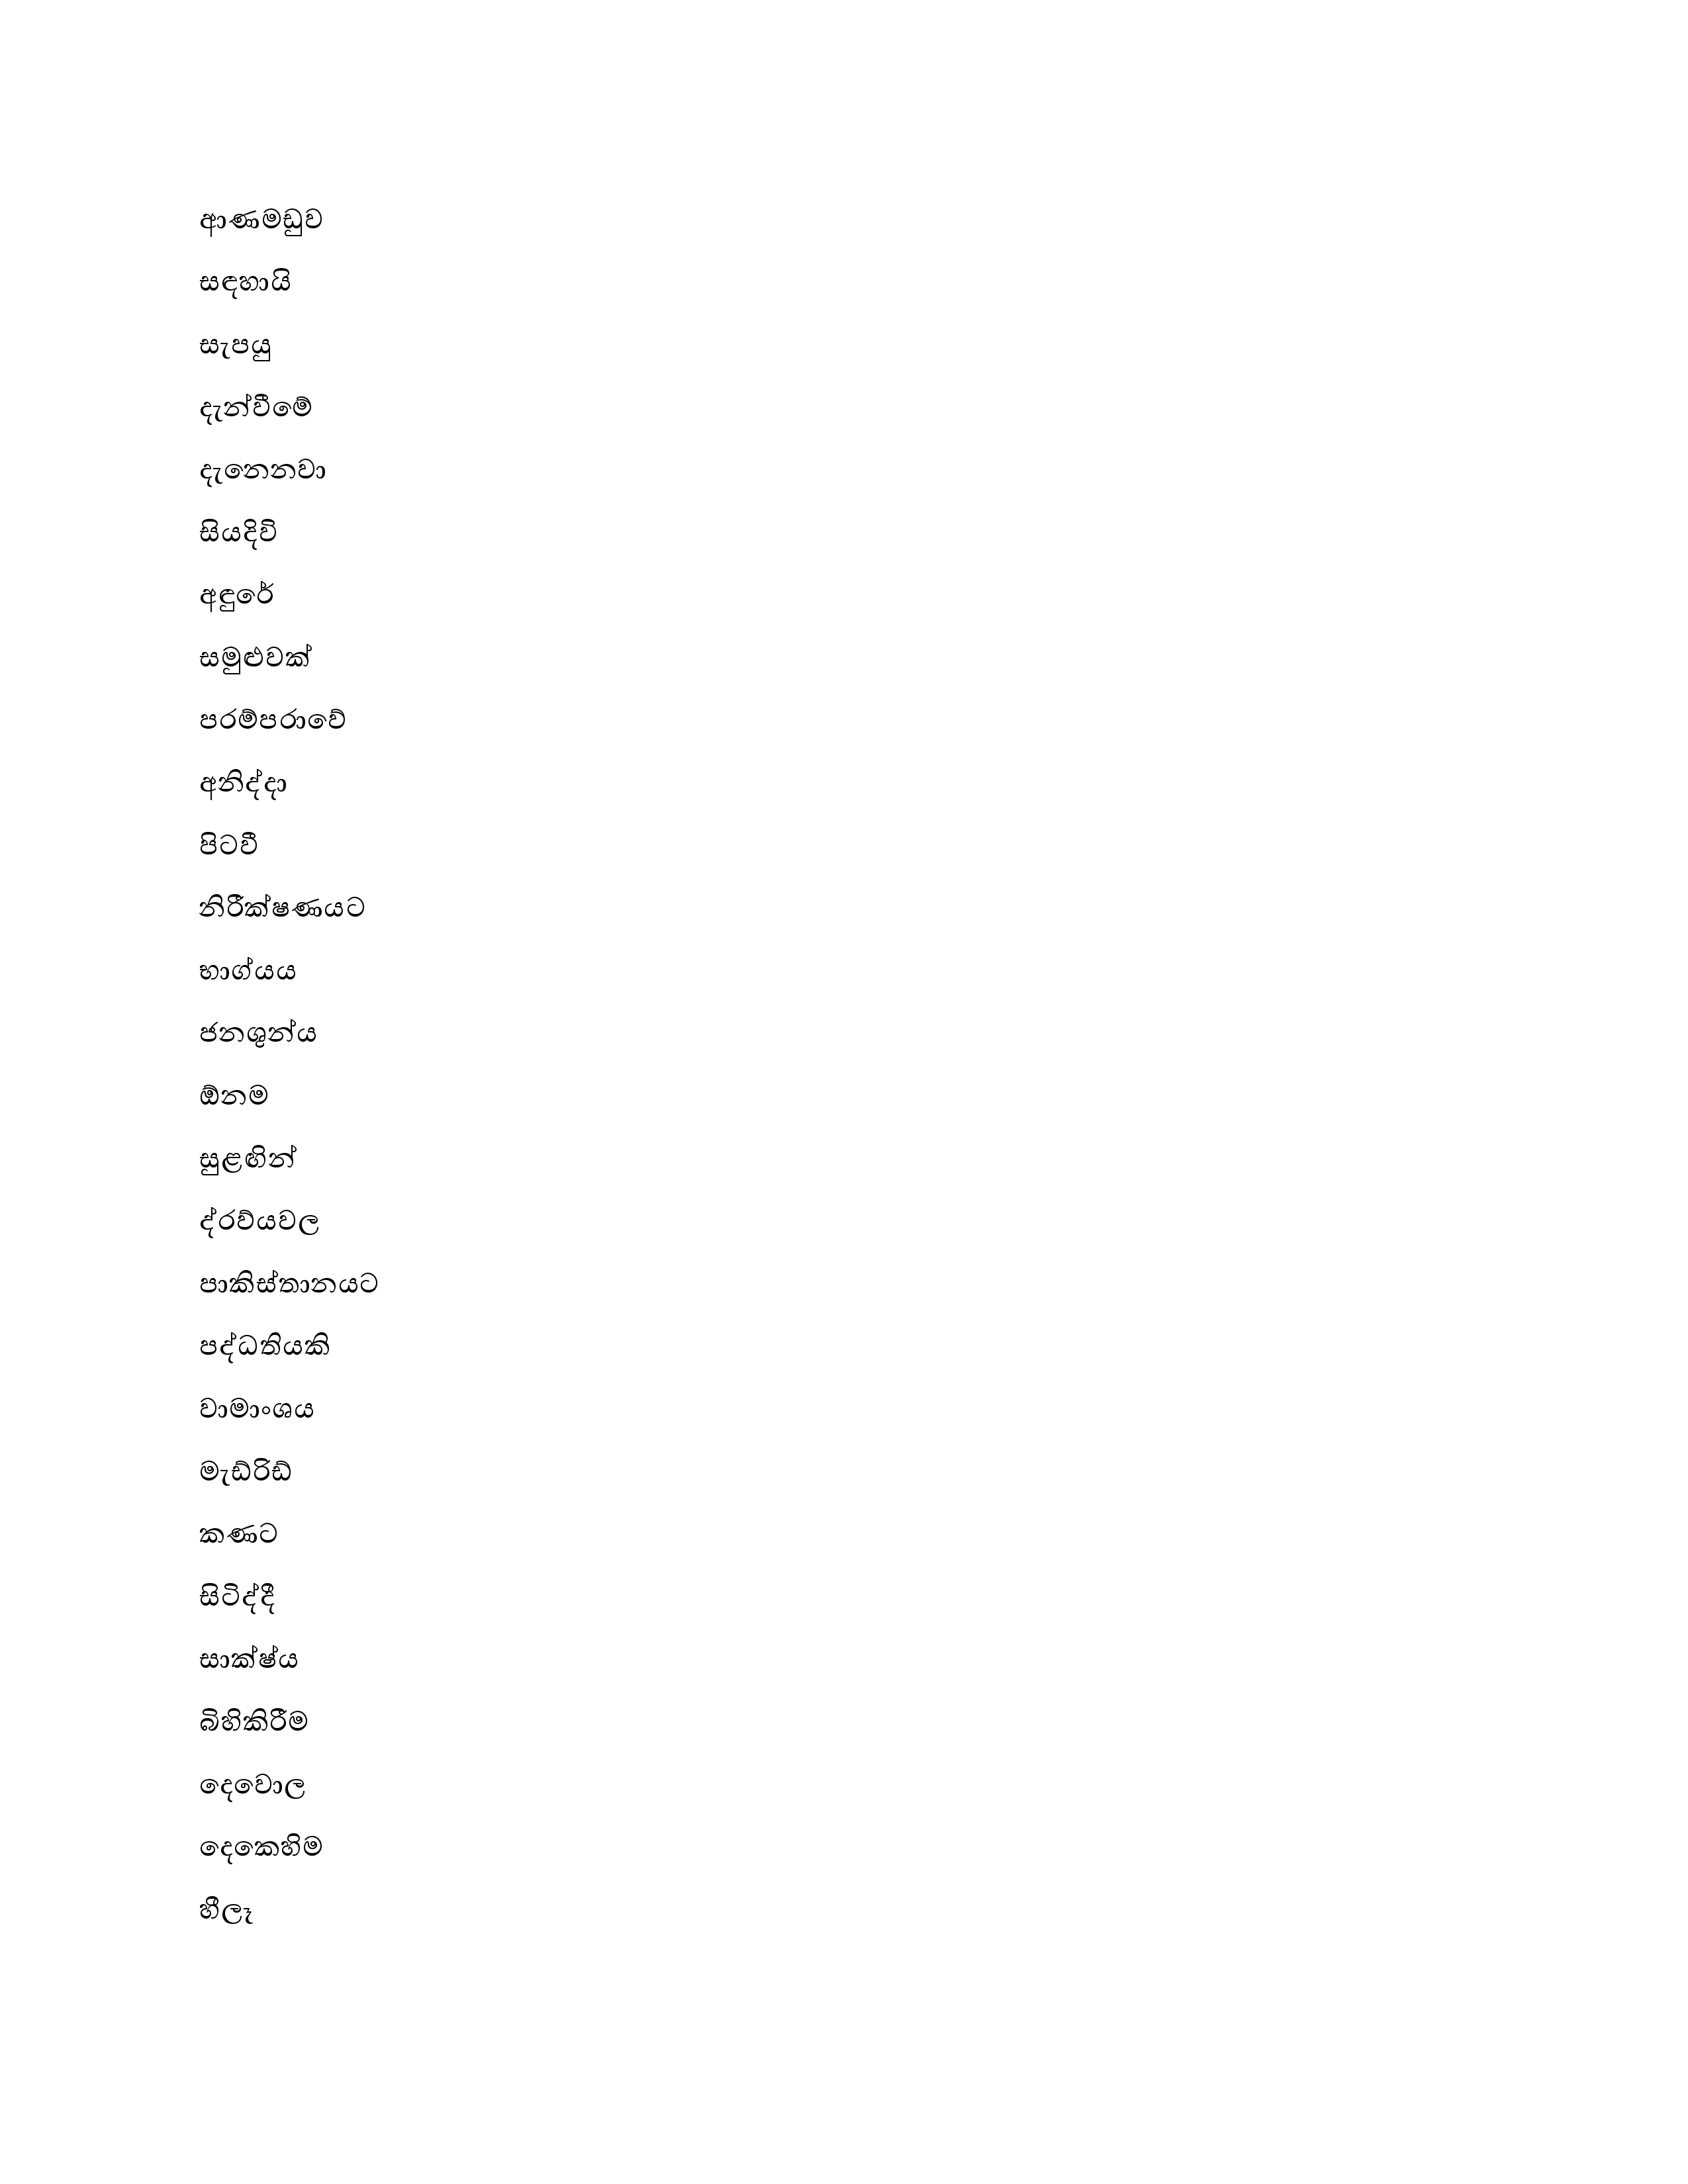 ආණමඩුව
සඳහායි
සැපයු
දැන්වීමේ
දැනෙනවා
සියදිවි
අඳුරේ
සමුළුවක්
පරම්පරාවේ
අනිද්දා
පිටවී
නිරීක්ෂණයට
භාග්යය
ජනශුන්ය
ඕනම
සුළඟින්
ද්රව්යවල
පාකිස්තානයට
පද්ධතියකි
වාමාංශය
මැඩ්රිඩ්
කණට
සිටිද්දී
සාක්ෂ්ය
බිහිකිරීම
දෙවොල
දෙකෙහිම
හීලෑ